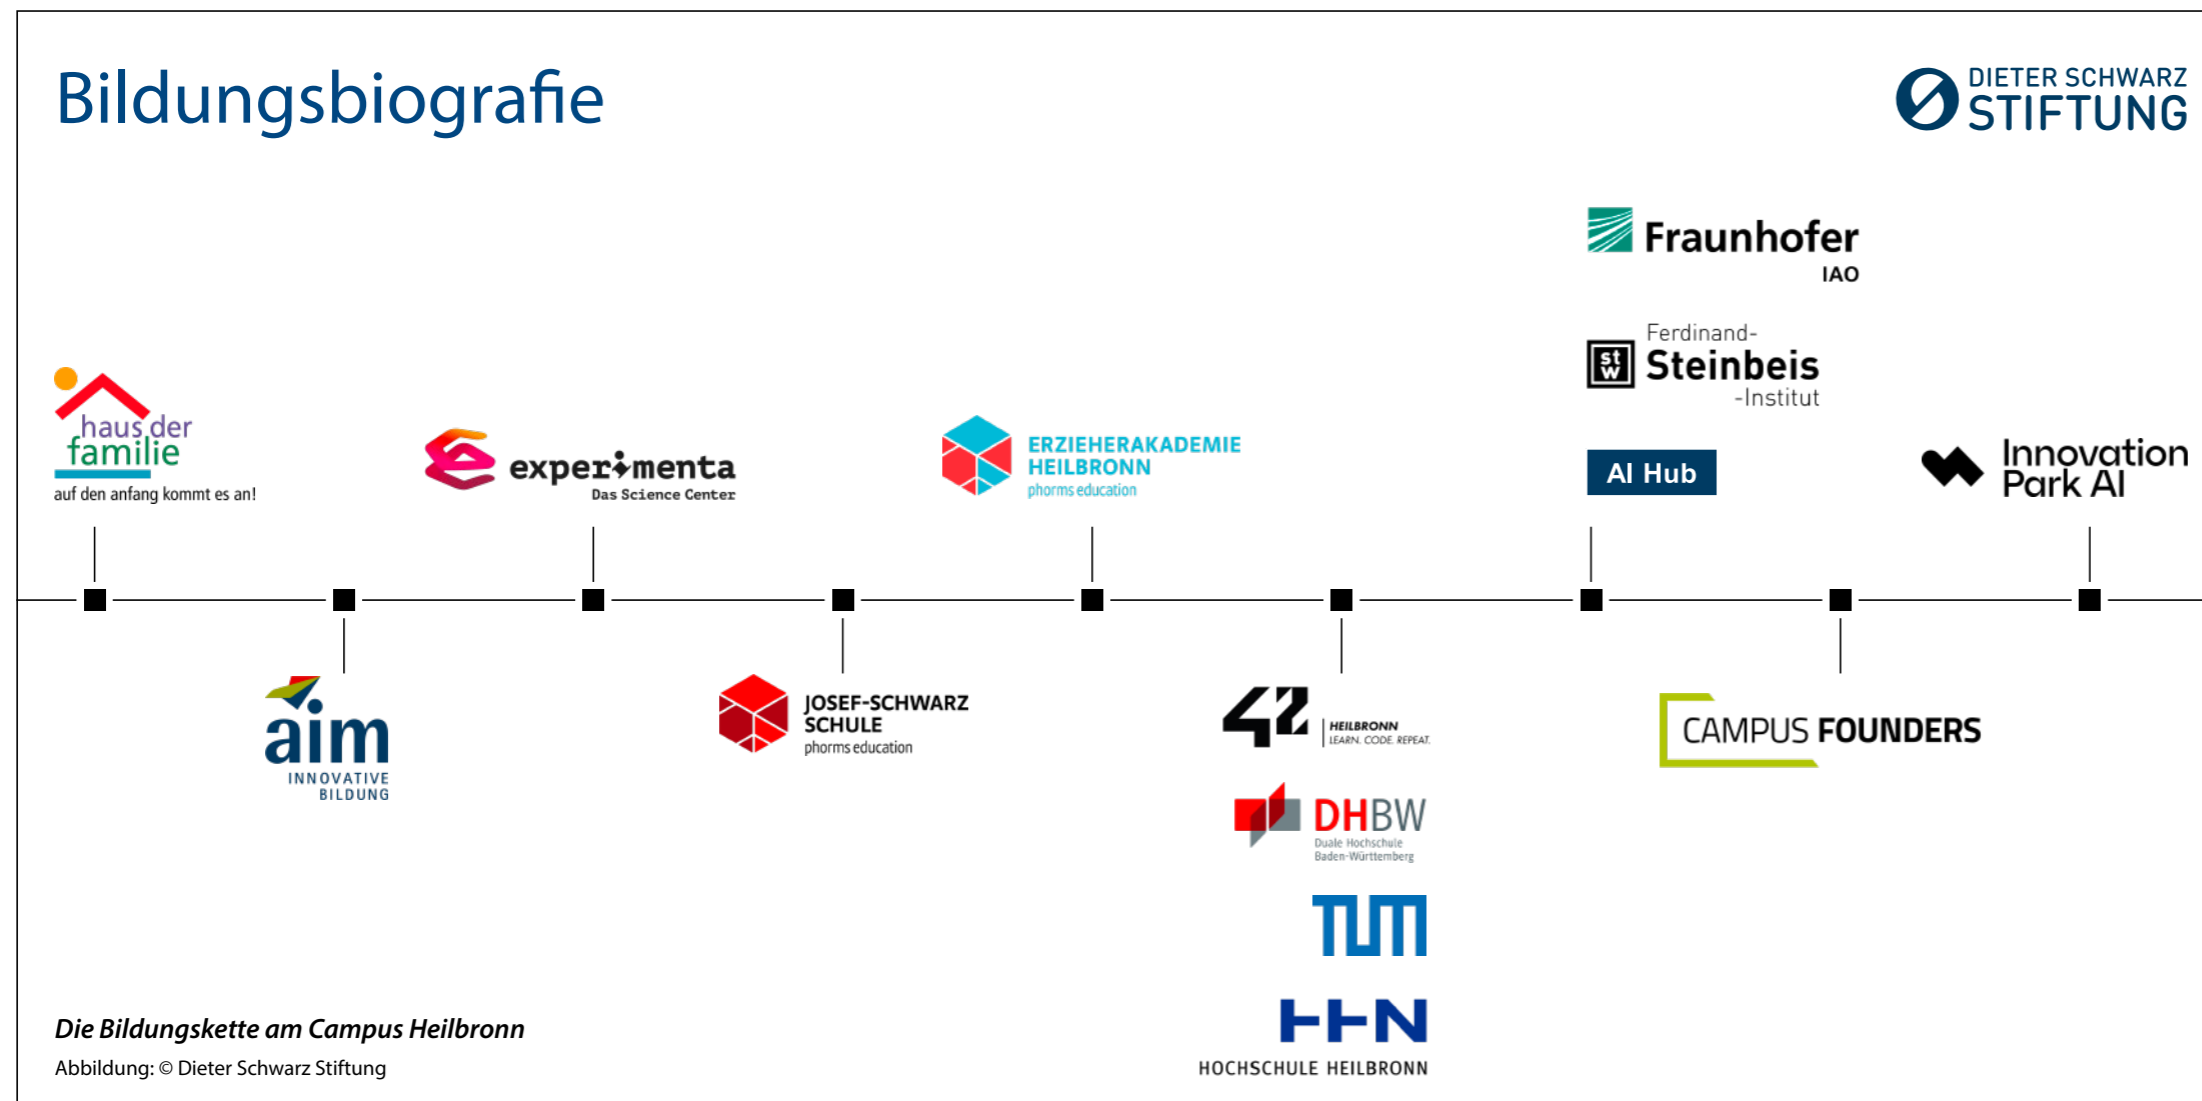 Bildungsbiografie
DIETER SCHWARZ
STIFTUNG
haus der
familie
auf den anfang kommt es an!
aim
INNOVATIVE
BILDUNG
experimenta
Das Science Center
JOSEF-SCHWARZ
SCHULE
phorms education
ERZIEHERAKADEMIE
HEILBRONN
phorms education
42
HEILBRONN
LEARN. CODE. REPEAT.
DHBW
Duale Hochschule
Baden-Württemberg
TUM
HHN
HOCHSCHULE HEILBRONN
Fraunhofer
IAO
stw
Ferdinand-
Steinbeis
-Institut
AI Hub
CAMPUS FOUNDERS
Innovation
Park AI
Die Bildungskette am Campus Heilbronn
Abbildung: © Dieter Schwarz Stiftung